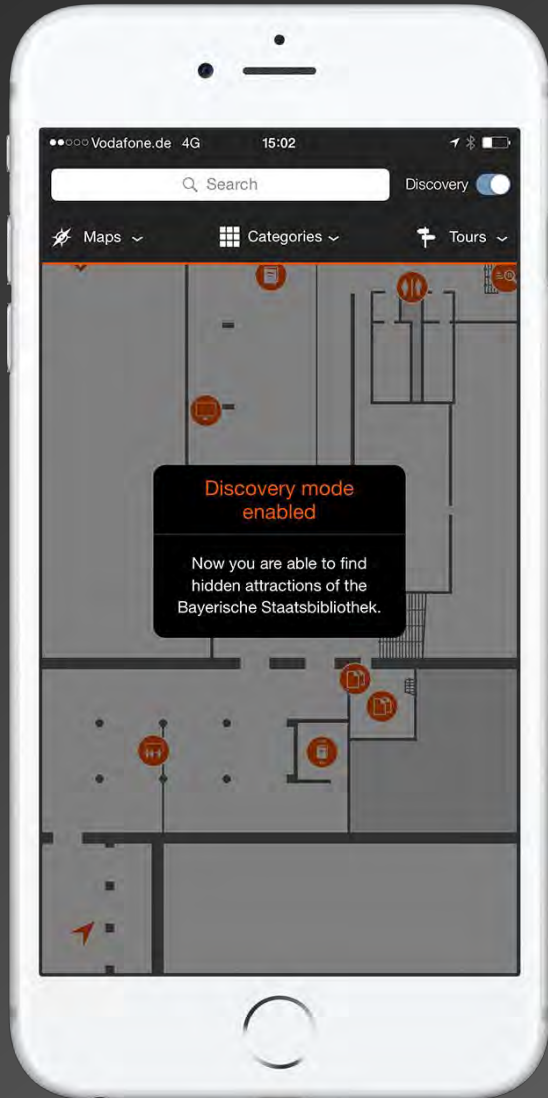 Vodafone.de 4G 15:02
Search Discovery
Maps Categories Tours
Discovery mode
enabled
Now you are able to find
hidden attractions of the
Bayerische Staatsbibliothek.